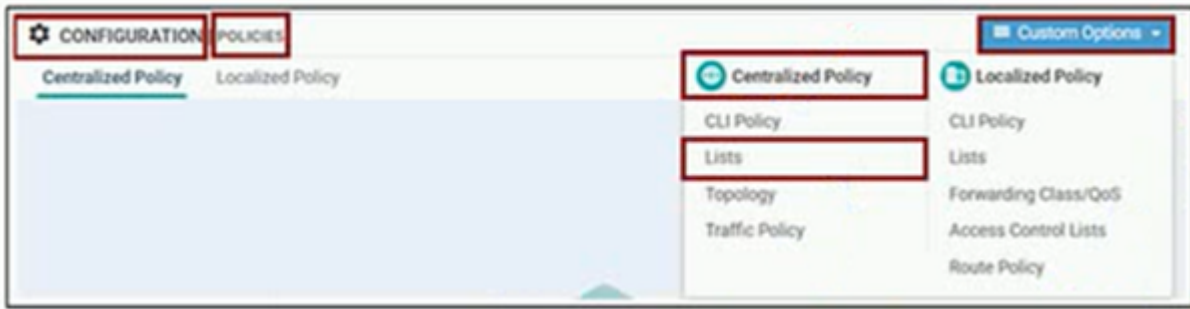 CONFIGURATION POLICIES
Custom Options
Centralized Policy Localized Policy
Centralized Policy
CLI Policy
Lists
Topology
Traffic Policy
Localized Policy
CLI Policy
Lists
Forwarding Class/QoS
Access Control Lists
Route Policy